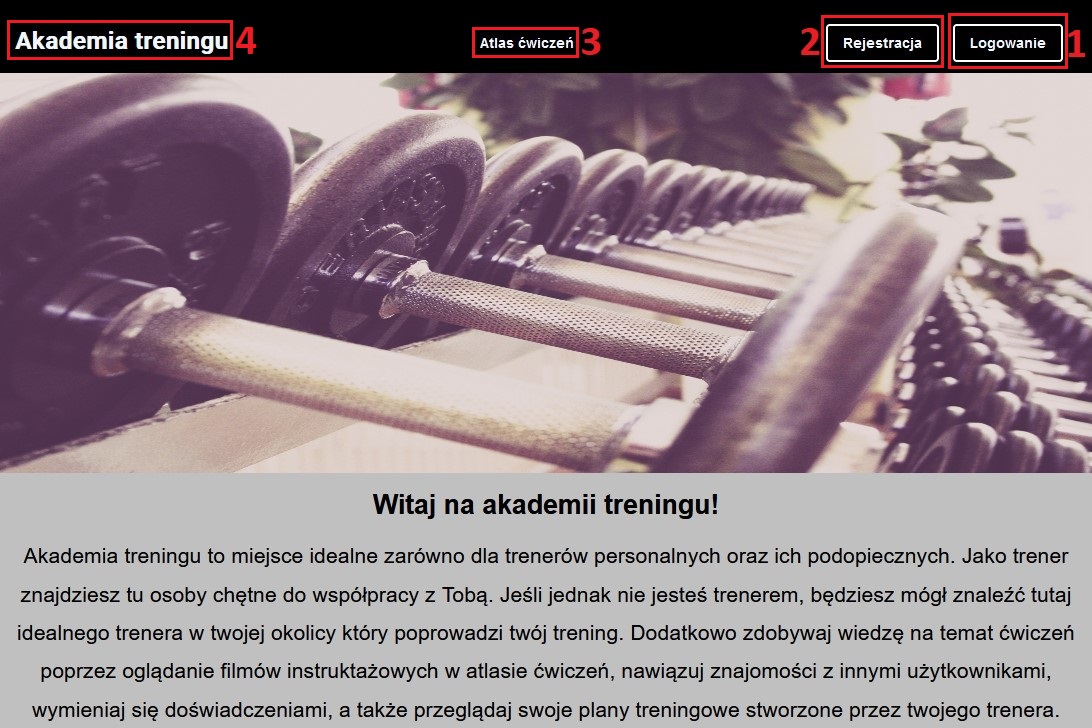 Akademia treningu 4 Atlas ćwiczeń 3 2 Rejestracja Logowanie 1
Witaj na akademii treningu!
Akademia treningu to miejsce idealne zarówno dla trenerów personalnych oraz ich podopiecznych. Jako trener
znajdziesz tu osoby chętne do współpracy z Tobą. Jeśli jednak nie jesteś trenerem, będziesz mógł znaleźć tutaj
idealnego trenera w twojej okolicy który poprowadzi twój trening. Dodatkowo zdobywaj wiedzę na temat ćwiczeń
poprzez oglądanie filmów instruktażowych w atlasie ćwiczeń, nawiązuj znajomości z innymi użytkownikami,
wymieniaj się doświadczeniami, a także przeglądaj swoje plany treningowe stworzone przez twojego trenera.